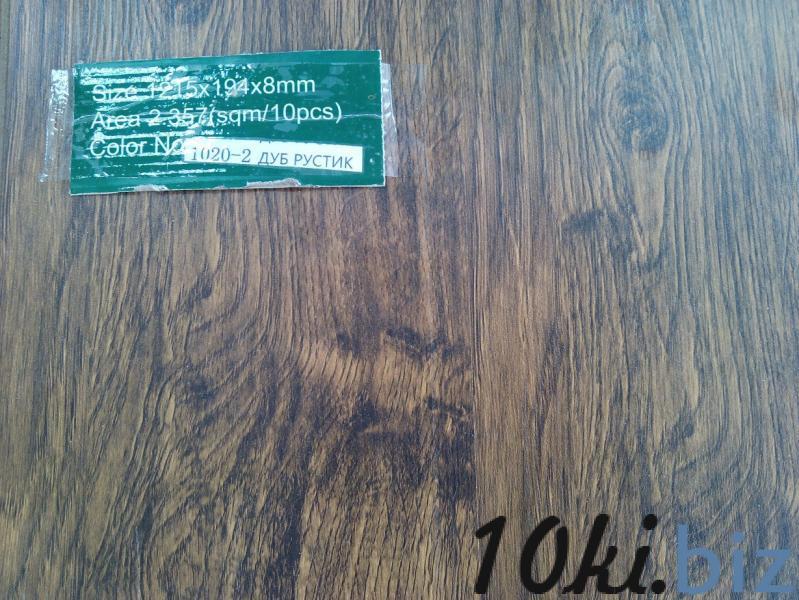 Size 1215x194x8mm
Area 2.357(sqm/10pcs)
Color No
1020-2 ДУБ РУСТИК
10ki.biz